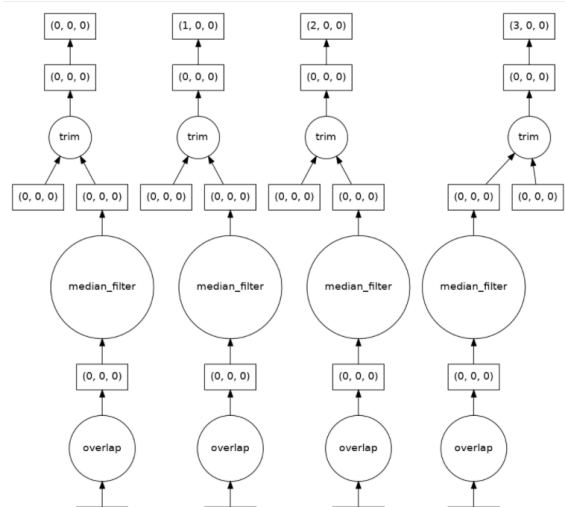 (0, 0, 0) (1, 0, 0) (2, 0, 0) (3, 0, 0)
(0, 0, 0) (0, 0, 0) (0, 0, 0) (0, 0, 0)
trim trim trim trim
(0, 0, 0) (0, 0, 0) (0, 0, 0) (0, 0, 0) (0, 0, 0) (0, 0, 0) (0, 0, 0) (0, 0, 0)
median_filter median_filter median_filter median_filter
(0, 0, 0) (0, 0, 0) (0, 0, 0) (0, 0, 0)
overlap overlap overlap overlap